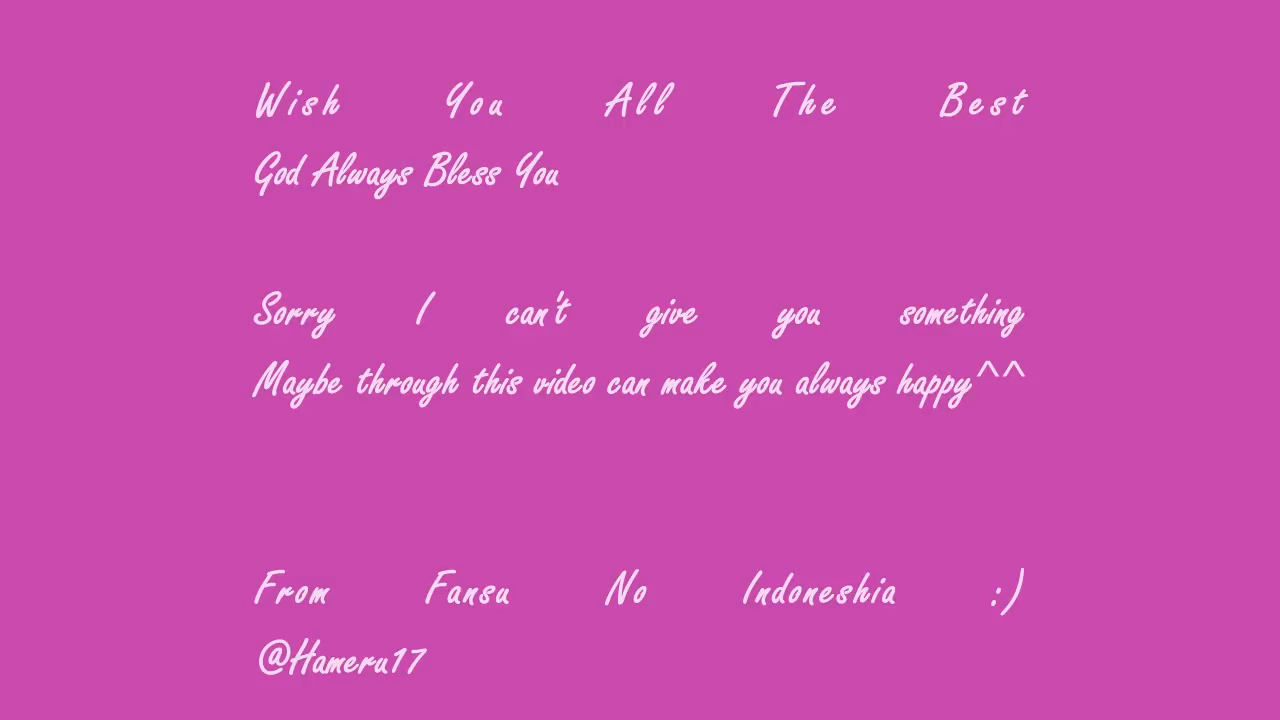 Wish You All The Best
God Always Bless You
Sorry I can't give you something
Maybe through this video can make you always happy^^
From Fansu No Indoneshia :)
@Hameru17